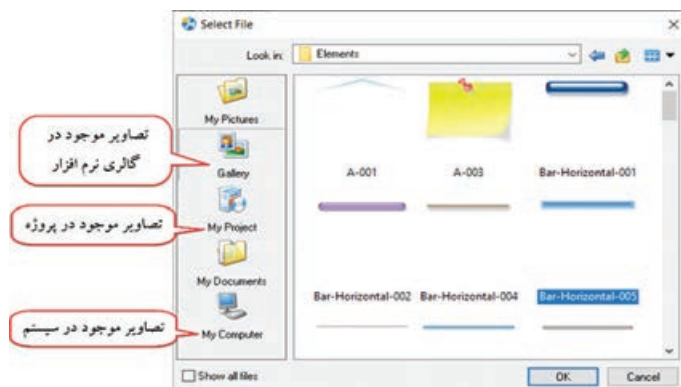 Select File
Look in:
Elements
My Pictures
Gallery
My Project
My Documents
My Computer
تصاویر موجود در
گالری نرم افزار
تصاویر موجود در پروژه
تصاویر موجود در سیستم
A-001
A-003
Bar-Horizontal-001
Bar-Horizontal-002
Bar-Horizontal-004
Bar-Horizontal-005
Show all files
OK
Cancel